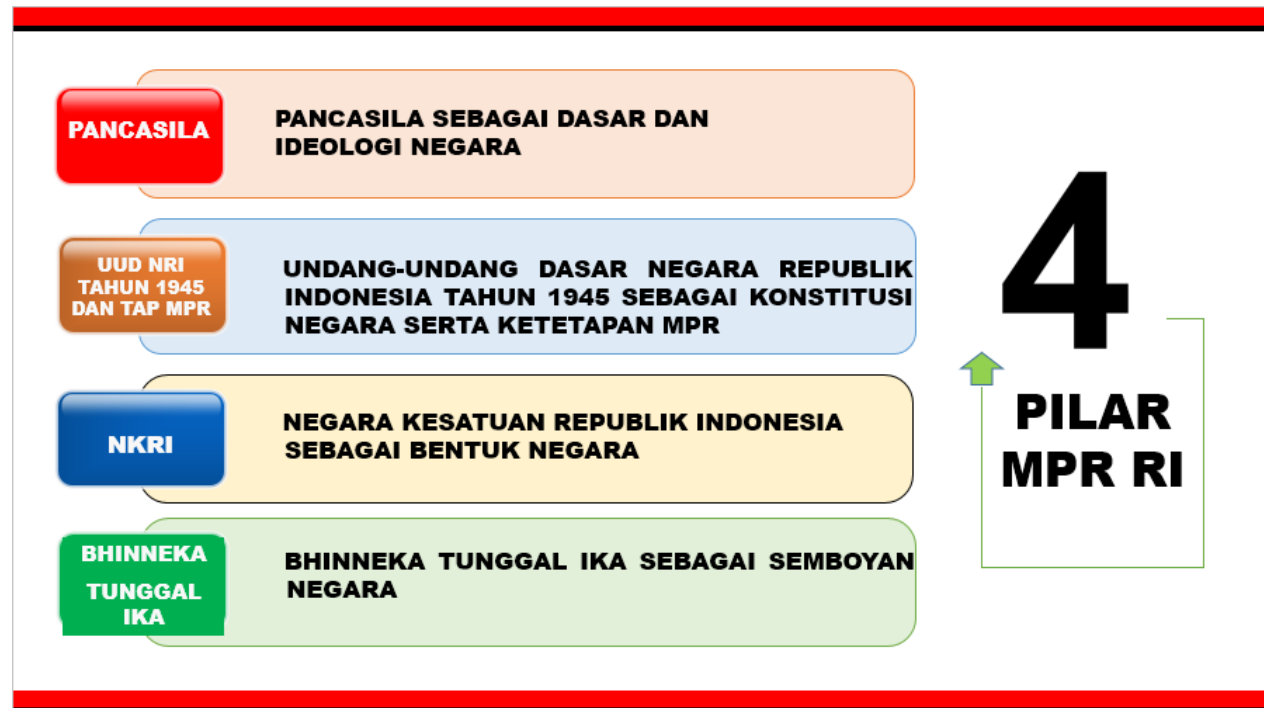 PANCASILA
PANCASILA SEBAGAI DASAR DAN
IDEOLOGI NEGARA
UUD NRI
TAHUN 1945
DAN TAP MPR
UNDANG-UNDANG DASAR NEGARA REPUBLIK
INDONESIA TAHUN 1945 SEBAGAI KONSTITUSI
NEGARA SERTA KETETAPAN MPR
NKRI
NEGARA KESATUAN REPUBLIK INDONESIA
SEBAGAI BENTUK NEGARA
BHINNEKA
TUNGGAL
IKA
BHINNEKA TUNGGAL IKA SEBAGAI SEMBOYAN
NEGARA
4
PILAR
MPR RI